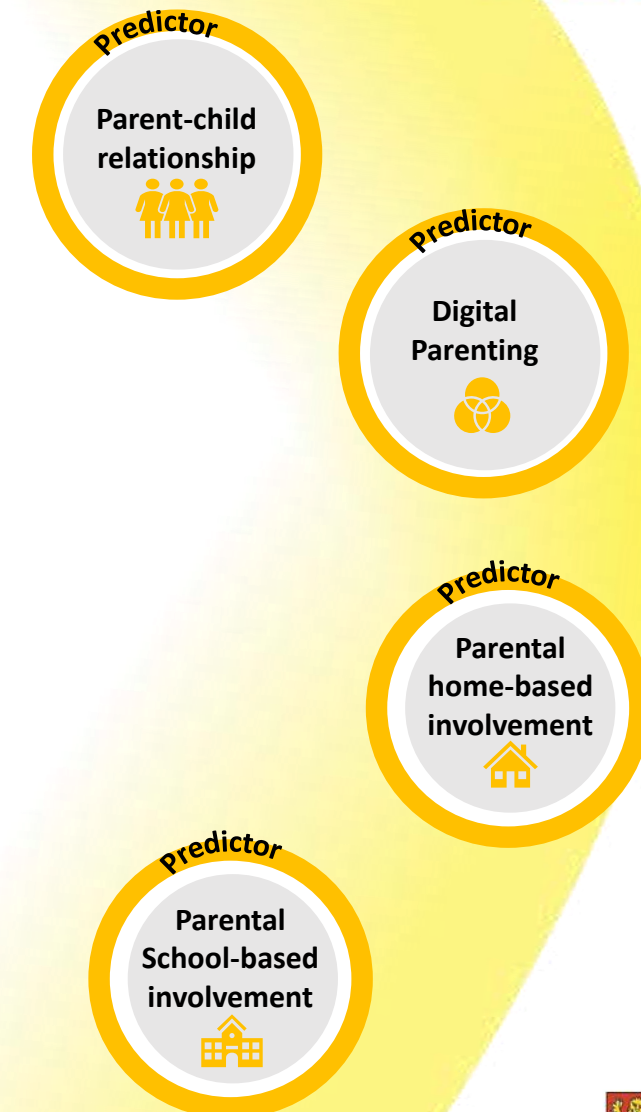 Predictor
Parent-child
relationship
Predictor
Digital
Parenting
Predictor
Parental
home-based
involvement
Predictor
Parental
School-based
involvement